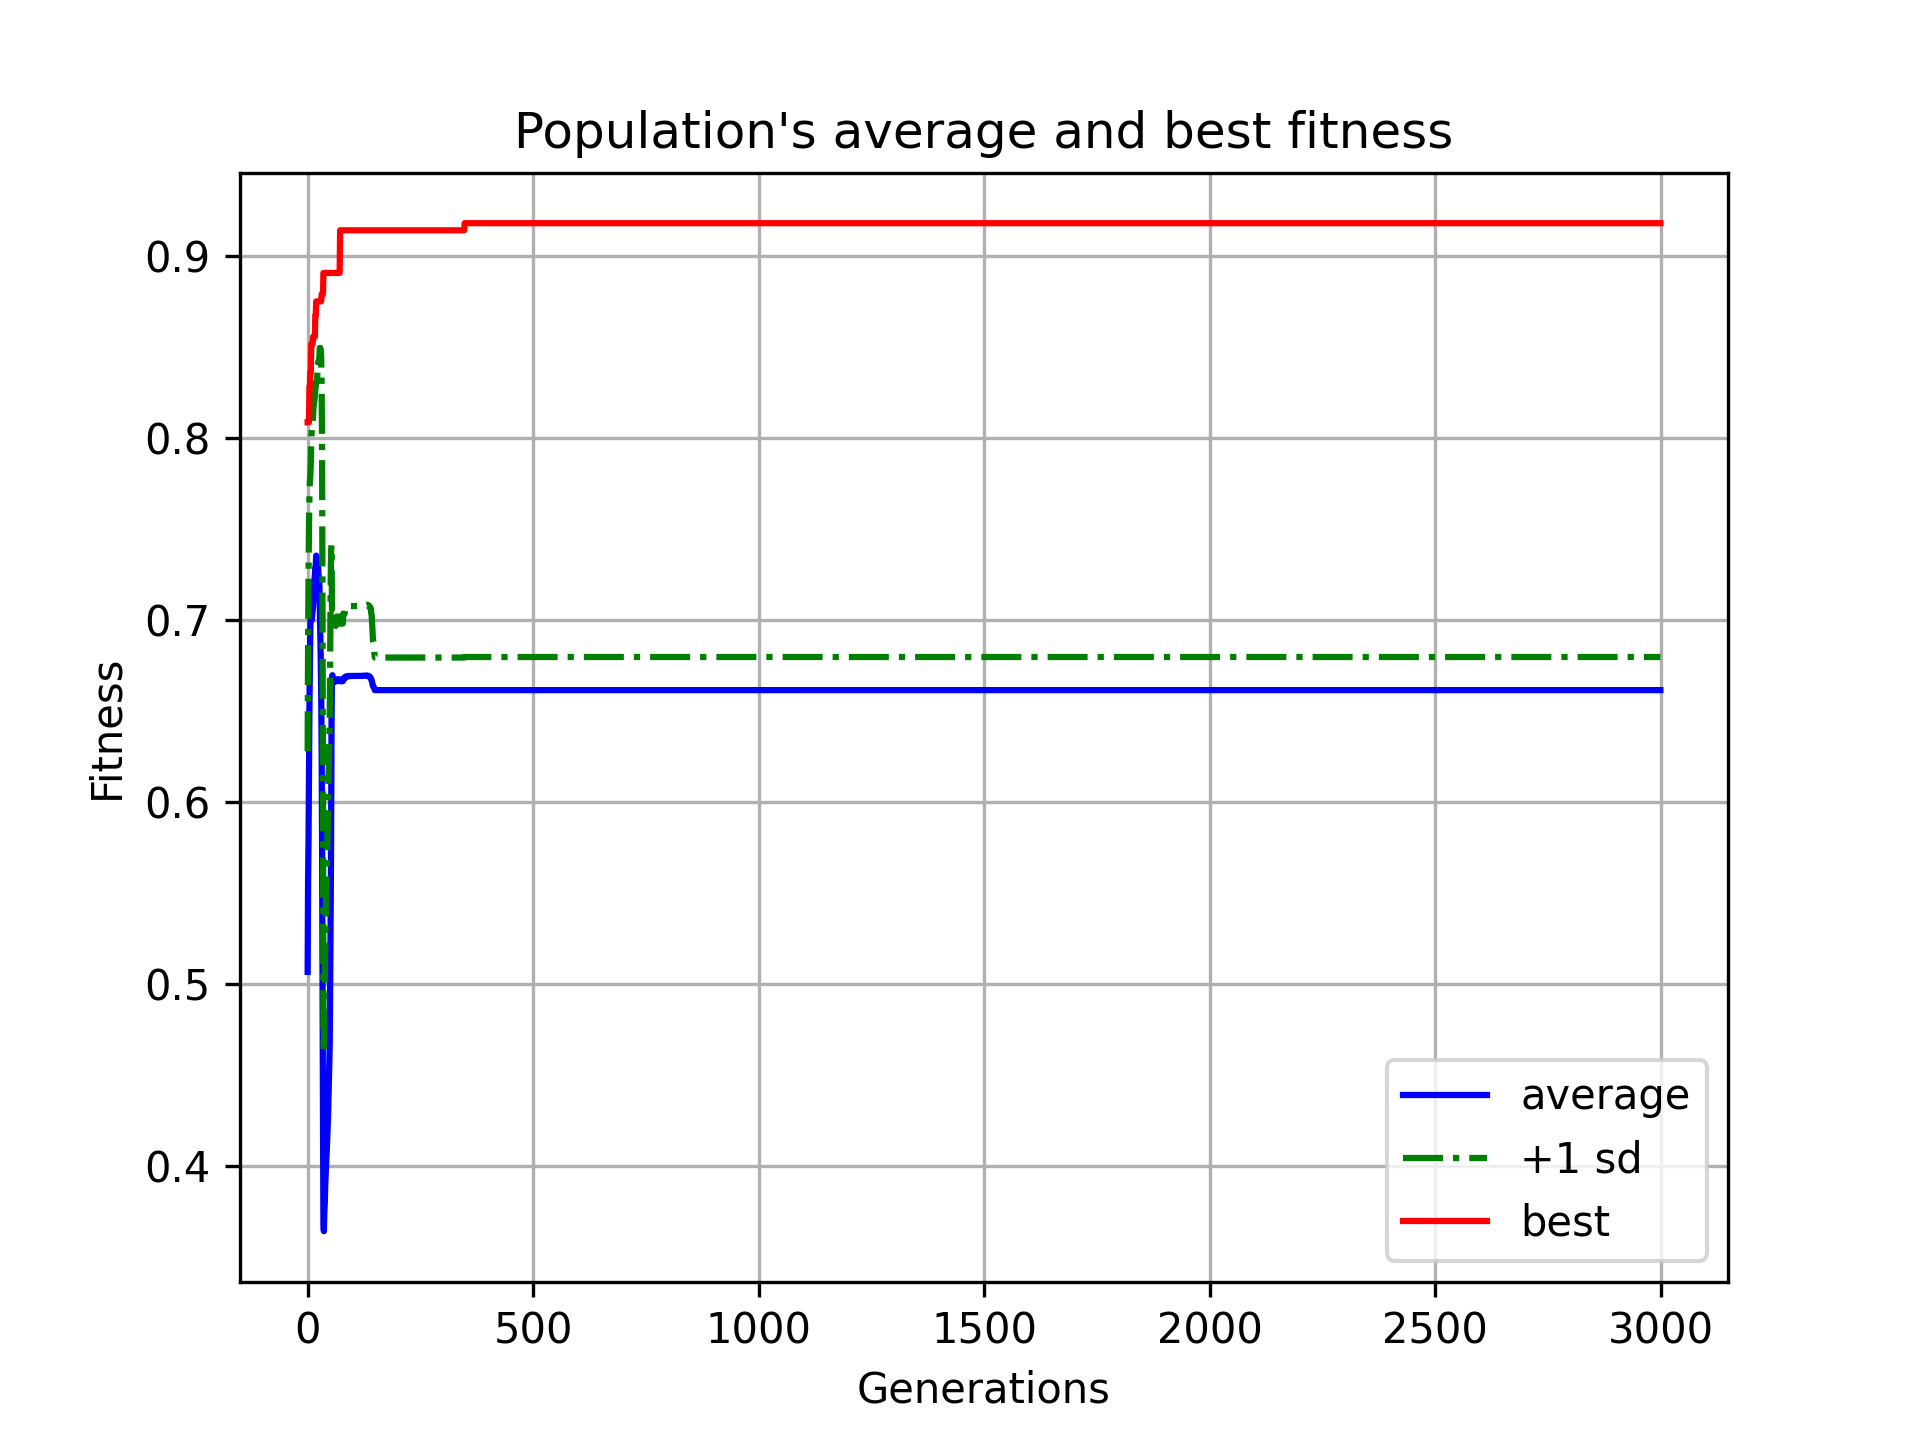 Population's average and best fitness
Fitness
0.9
0.8
0.7
0.6
0.5
0.4
0 500 1000 1500 2000 2500 3000
Generations
average
+1 sd
best